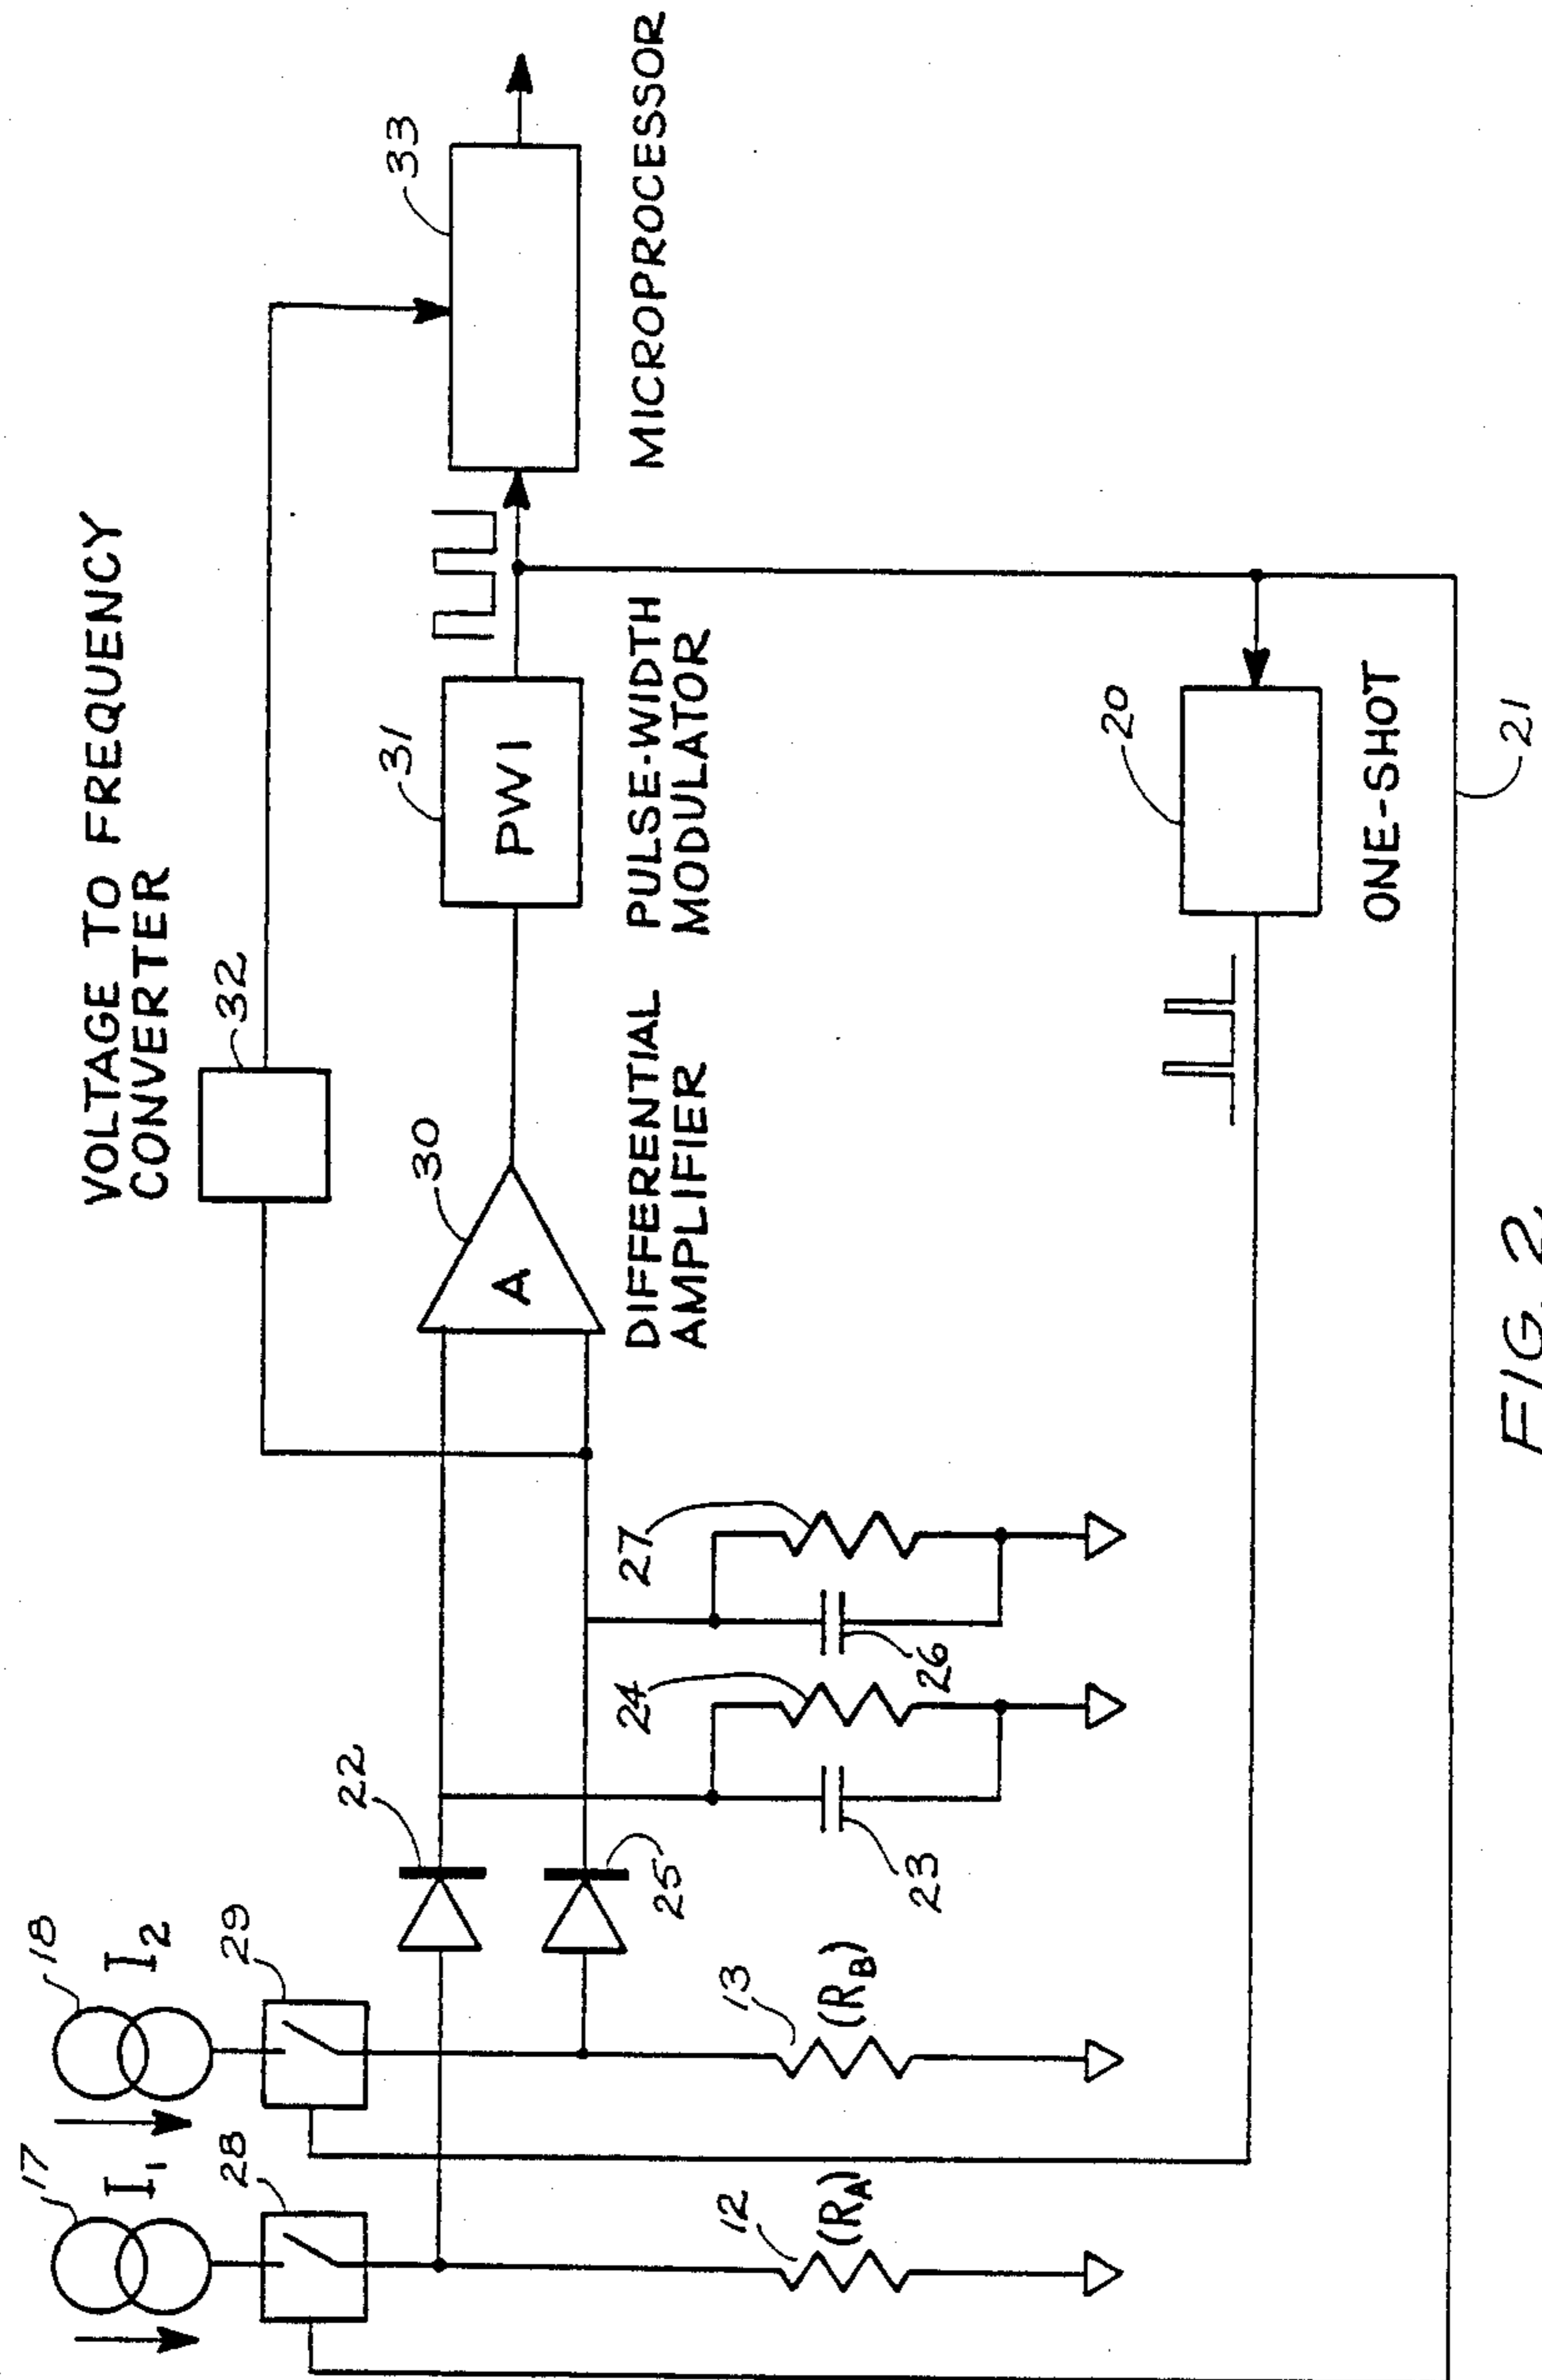 VOLTAGE TO FREQUENCY
CONVERTER
32
33
MICROPROCESSOR
31
PW1
PULSE-WIDTH
MODULATOR
30
A
DIFFERENTIAL
AMPLIFIER
17
I1
28
18
I2
29
22
25
12
(RA)
13
(RB)
23
24
26
27
20
ONE-SHOT
21
FIG. 2